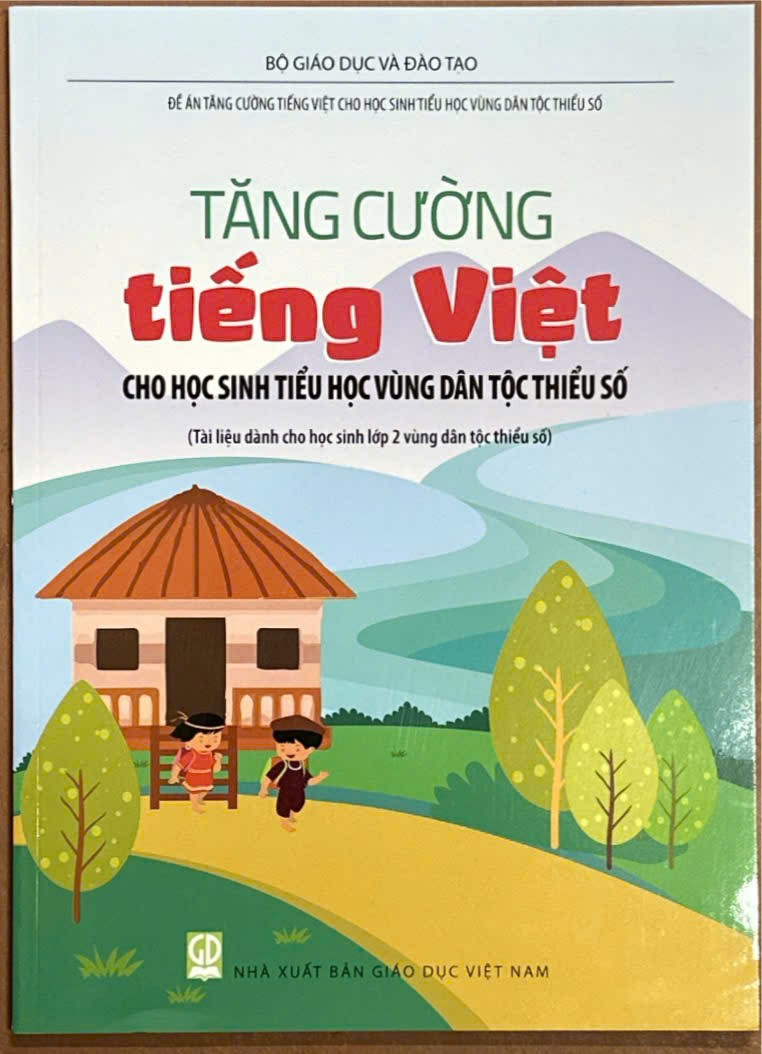 BỘ GIÁO DỤC VÀ ĐÀO TẠO
ĐỀ ÁN TĂNG CƯỜNG TIẾNG VIỆT CHO HỌC SINH TIỂU HỌC VÙNG DÂN TỘC THIỂU SỐ
TĂNG CƯỜNG
tiếng Việt
CHO HỌC SINH TIỂU HỌC VÙNG DÂN TỘC THIỂU SỐ
(Tài liệu dành cho học sinh lớp 2 vùng dân tộc thiểu số)
GD
NHÀ XUẤT BẢN GIÁO DỤC VIỆT NAM